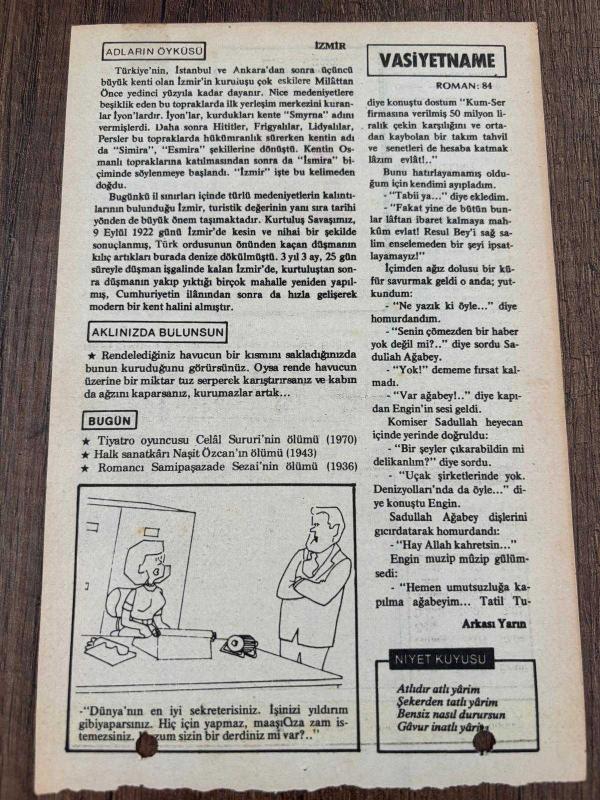 ADLARIN ÖYKÜSÜ
İZMİR
Türkiye'nin, İstanbul ve Ankara'dan sonra üçüncü
büyük kenti olan İzmir'in kuruluşu çok eskilere Milâttan
Önce yedinci yüzyıla kadar dayanır. Nice medeniyetlere
beşiklik eden bu topraklarda ilk yerleşim merkezini kuran-
lar İyon'lardır. İyon'lar, kurdukları kente "Smyrna" adını
vermişlerdi. Daha sonra Hititler, Frigyalılar, Lidyalılar,
Persler bu topraklarda hükümranlık sürerken kentin adı
da "Simira", "Esmira" şekillerine dönüştü. Kentin Os-
manlı topraklarına katılmasından sonra da "İsmira" bi-
çiminde söylenmeye başlandı. "İzmir" işte bu kelimeden
doğdu.
Bugünkü il sınırları içinde türlü medeniyetlerin kalıntı-
larının bulunduğu İzmir, turistik değerinin yanı sıra tarihi
yönden de büyük önem taşımaktadır. Kurtuluş Savaşımız,
9 Eylül 1922 günü İzmir'de kesin ve nihai bir şekilde
sonuçlanmış, Türk ordusunun önünden kaçan düşmanın
kılıç artıkları burada denize dökülmüştü. 3 yıl 3 ay, 25 gün
süreyle düşman işgalinde kalan İzmir'de, kurtuluştan son-
ra düşmanın yakıp yıktığı birçok mahalle yeniden yapıl-
mış, Cumhuriyetin ilânından sonra da hızla gelişerek
modern bir kent halini almıştır.
AKLINIZDA BULUNSUN
★ Rendelediğiniz havucun bir kısmını sakladığınızda
bunun kuruduğunu görürsünüz. Oysa rende havucun
üzerine bir miktar tuz serperek karıştırırsanız ve kabın
da ağzını kaparsanız, kurumazlar artık...
BUGÜN
★ Tiyatro oyuncusu Celâl Sururi'nin ölümü (1970)
★ Halk sanatkârı Naşit Özcan'ın ölümü (1943)
★ Romancı Samipaşazade Sezai'nin ölümü (1936)
-"Dünya'nın en iyi sekreterisiniz. İşinizi yıldırım
gibiyaparsınız. Hiç için yapmaz, maaşıza zam is-
temezsiniz. sizin bir derdiniz mi var?.."
VASİYETNAME
ROMAN: 84
diye konuştu dostum "Kum-Ser
firmasına verilmiş 50 milyon li-
ralık çekin karşılığını ve orta-
dan kaybolan bir takım tahvil
ve senetleri de hesaba katmak
lâzım evlât!.."
Bunu hatırlayamamış oldu-
ğum için kendimi ayıpladım.
- "Tabii ya..." diye ekledim.
- "Fakat yine de bütün bun-
lar lâftan ibaret kalmaya mah-
kûm evlat! Resul Bey'i sağ sa-
lim enselemeden bir şeyi ipsat-
layamayız!"
İçimden ağız dolusu bir kü-
für savurmak geldi o anda; yut-
kundum:
- "Ne yazık ki öyle..." diye
homurdandım.
- "Senin çömezden bir haber
yok değil mi?.." diye sordu Sa-
dullah Ağabey.
- "Yok!" dememe fırsat kal-
madı.
- "Var ağabey!.." diye kapı-
dan Engin'in sesi geldi.
Komiser Sadullah heyecan
içinde yerinde doğruldu:
- "Bir şeyler çıkarabildin mi
delikanlım?" diye sordu.
- "Uçak şirketlerinde yok.
Denizyolları'nda da öyle..." di-
ye konuştu Engin.
Sadullah Ağabey dişlerini
gıcırdatarak homurdandı:
- "Hay Allah kahretsin..."
Engin muzip mûzip gülüm-
sedi:
- "Hemen umutsuzluğa ka-
pılma ağabeyim... Tatil Tu-
Arkası Yarın
NİYET KUYUSU
Atlıdır atlı yârim
Şekerden tatlı yârim
Bensiz nasıl durursun
Gâvur inatlı yârim